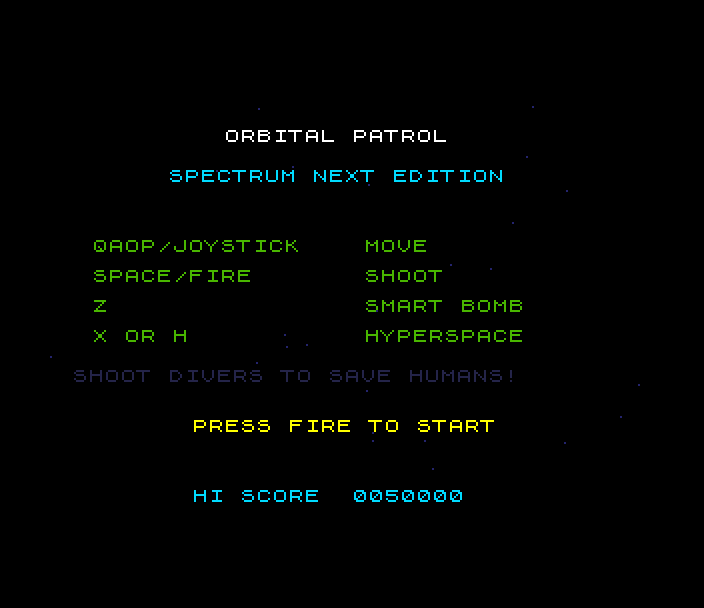 ORBITAL PATROL
SPECTRUM NEXT EDITION
QAOP/JOYSTICK MOVE
SPACE/FIRE SHOOT
Z SMART BOMB
X OR H HYPERSPACE
SHOOT DIVERS TO SAVE HUMANS!
PRESS FIRE TO START
HI SCORE 0050000